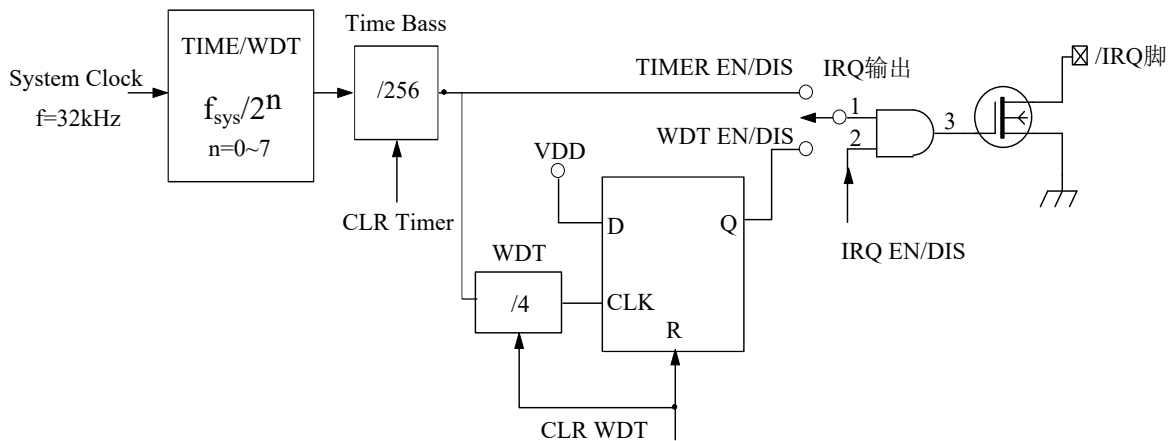 Time Bass
TIME/WDT
System Clock
f=32kHz
fsys/2^n
n=0~7
/256
CLR Timer
TIMER EN/DIS
IRQ输出
/IRQ脚
1
2
3
WDT EN/DIS
IRQ EN/DIS
VDD
D
Q
CLK
R
WDT
/4
CLR WDT